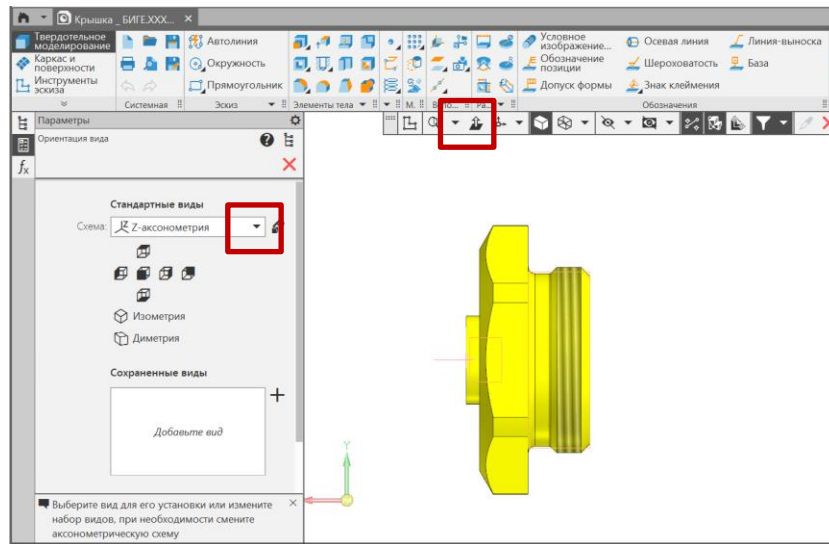 Крышка _ БИГЕ.XXX...
Твердотельное моделирование
Каркас и поверхности
Инструменты эскиза
Автолиния
Окружность
Прямоугольник
Условное изображение...
Обозначение позиции
Допуск формы
Осевая линия
Шероховатость
Знак клеймения
Линия-выноска
База
Системная
Эскиз
Элементы тела
М.
Ра...
Обозначения
Параметры
Ориентация вида
Стандартные виды
Схема: Z-аксонометрия
Изометрия
Диметрия
Сохраненные виды
Добавьте вид
Y
Выберите вид для его установки или измените
набор видов, при необходимости смените
аксонометрическую схему